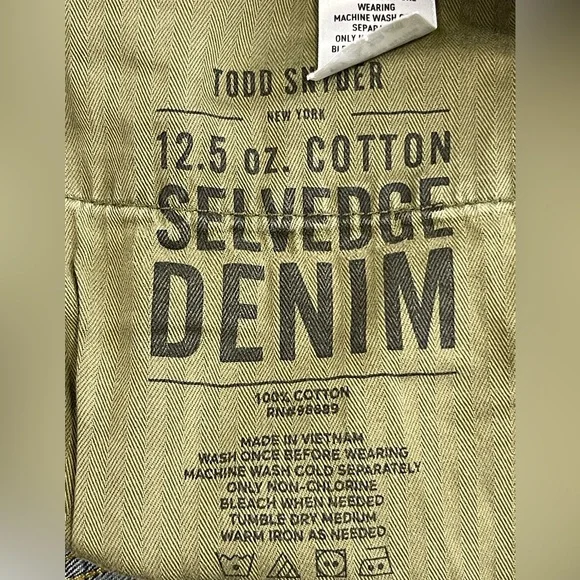 WEARING
MACHINE WASH
ONLY
TODD SNYDER
NEW YORK
12.5 oz. COTTON
SELVEDGE
DENIM
100% COTTON
RN#98689
MADE IN VIETNAM
WASH ONCE BEFORE WEARING
MACHINE WASH COLD SEPARATELY
ONLY NON-CHLORINE
BLEACH WHEN NEEDED
TUMBLE DRY MEDIUM
WARM IRON AS NEEDED